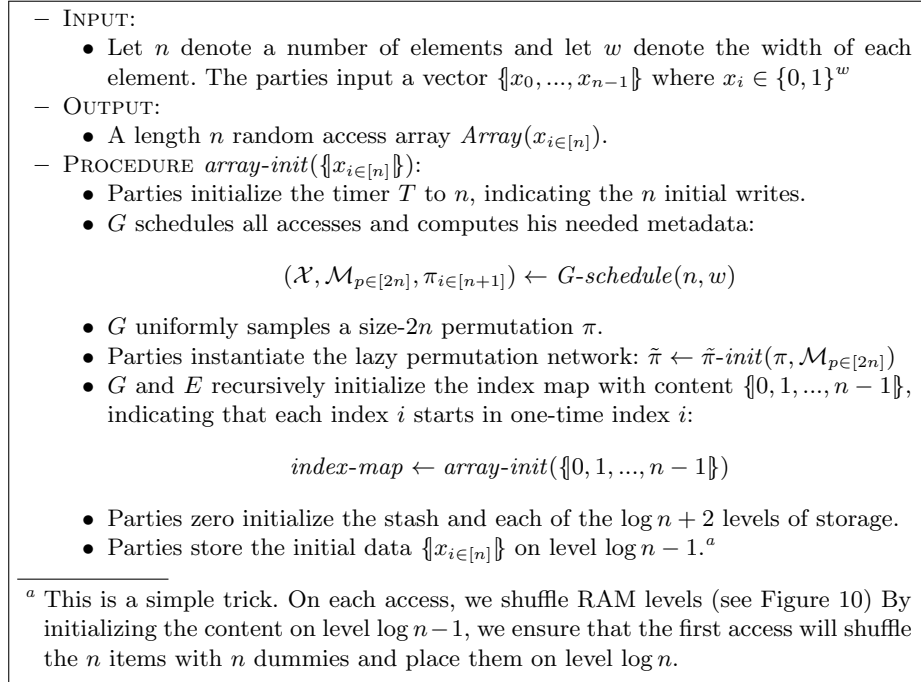 – INPUT:
• Let n denote a number of elements and let w denote the width of each
element. The parties input a vector {[x₀, ..., xₙ₋₁]} where xᵢ ∈ {0, 1}ʷ
– OUTPUT:
• A length n random access array Array(x_{i∈[n]}).
– PROCEDURE array-init({[x_{i∈[n]}]}):
• Parties initialize the timer T to n, indicating the n initial writes.
• G schedules all accesses and computes his needed metadata:
(𝒳, ℳ_{p∈[2n]}, π_{i∈[n+1]}) ← G-schedule(n, w)
• G uniformly samples a size-2n permutation π.
• Parties instantiate the lazy permutation network: π̃ ← π̃-init(π, ℳ_{p∈[2n]})
• G and E recursively initialize the index map with content {[0, 1, ..., n − 1]},
indicating that each index i starts in one-time index i:
index-map ← array-init({[0, 1, ..., n − 1]})
• Parties zero initialize the stash and each of the log n + 2 levels of storage.
• Parties store the initial data {[x_{i∈[n]}]} on level log n − 1.ᵃ
ᵃ This is a simple trick. On each access, we shuffle RAM levels (see Figure 10) By
initializing the content on level log n−1, we ensure that the first access will shuffle
the n items with n dummies and place them on level log n.